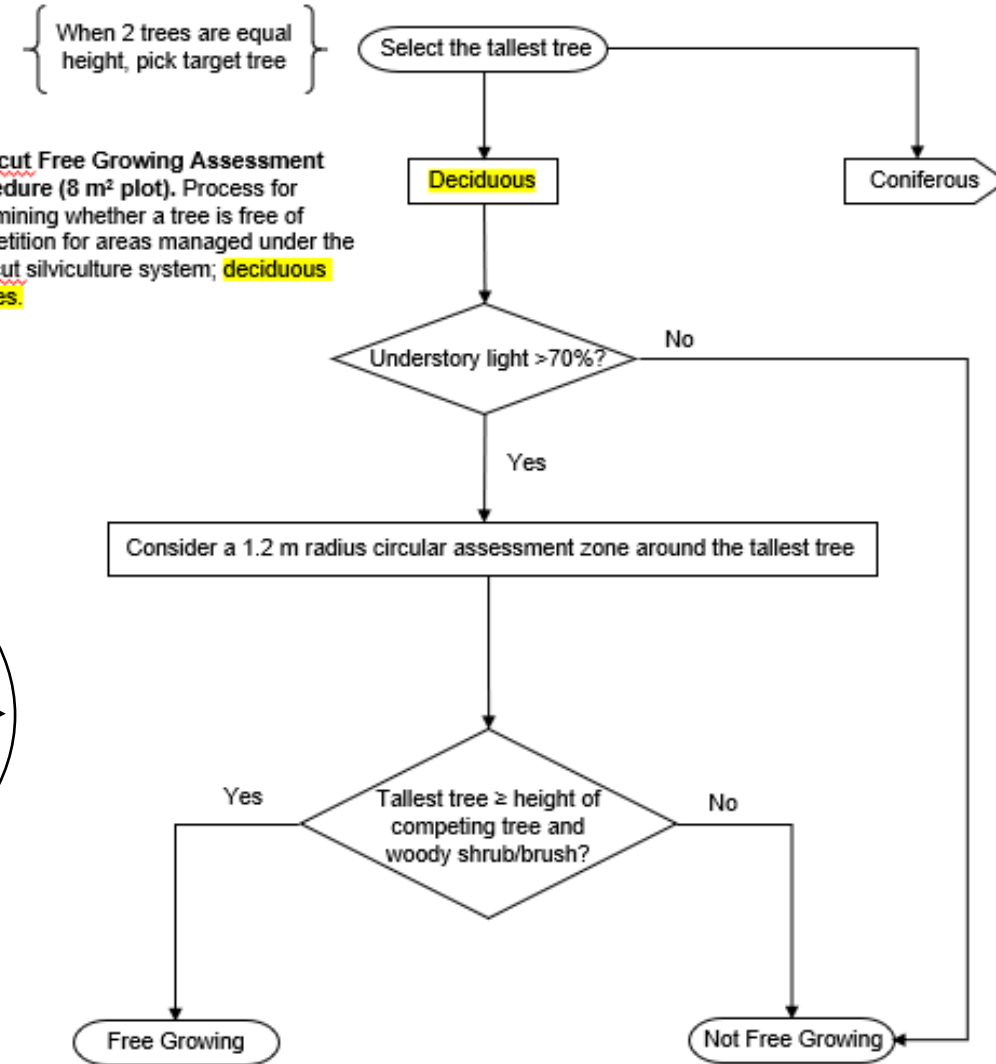 When 2 trees are equal
height, pick target tree
Select the tallest tree
Deciduous
Coniferous
cut Free Growing Assessment
edure (8 m² plot). Process for
mining whether a tree is free of
etition for areas managed under the
cut silviculture system; deciduous
es.
Understory light >70%?
No
Yes
Consider a 1.2 m radius circular assessment zone around the tallest tree
Yes
Tallest tree ≥ height of
competing tree and
woody shrub/brush?
No
Free Growing
Not Free Growing